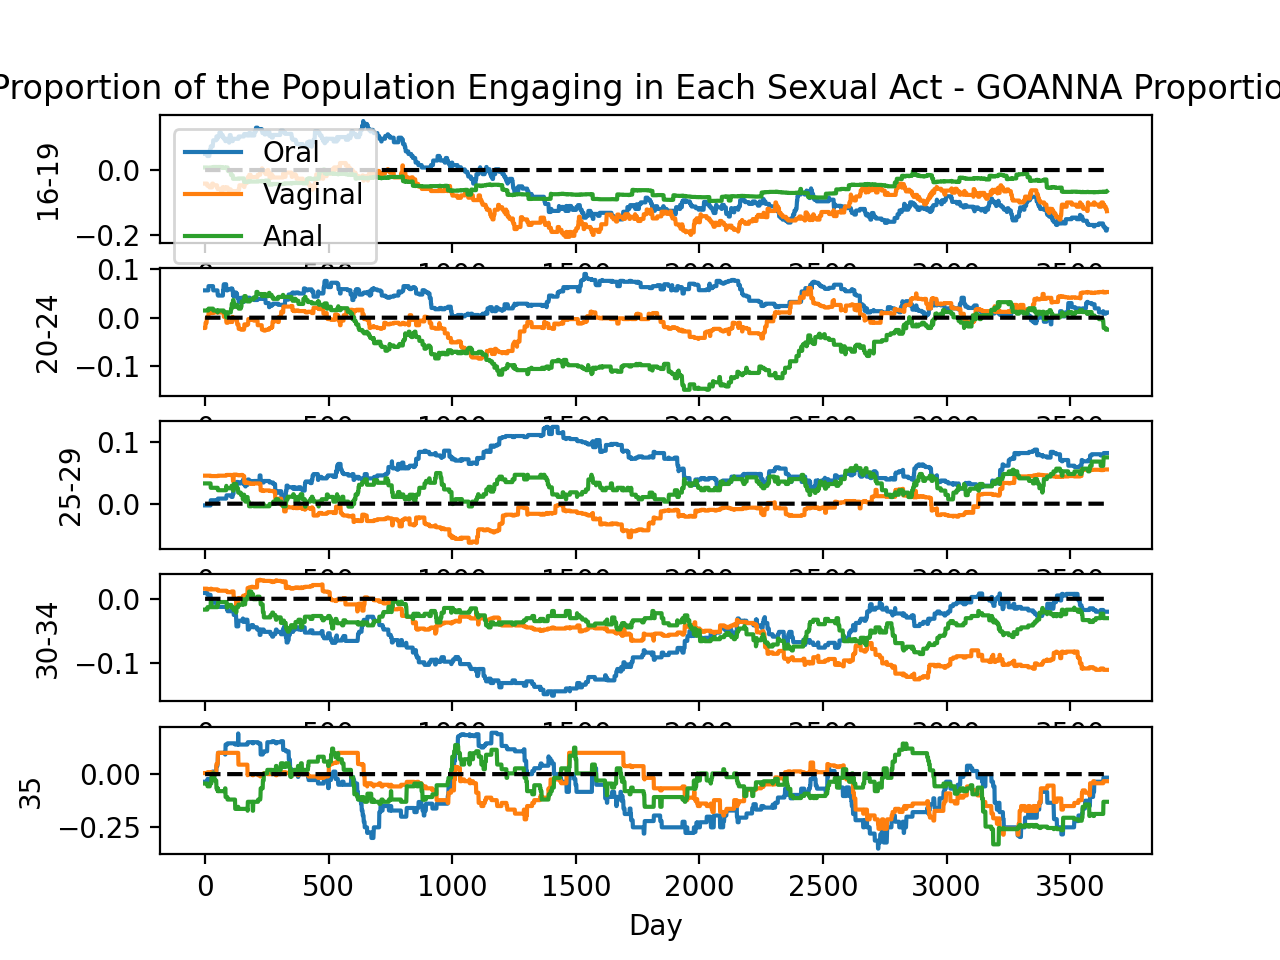 Proportion of the Population Engaging in Each Sexual Act - GOANNA
16-19
0.0
−0.2
Oral
Vaginal
Anal
20-24
0.1
0.0
−0.1
25-29
0.1
0.0
30-34
0.0
−0.1
35
0.00
−0.25
0 500 1000 1500 2000 2500 3000 3500
Day